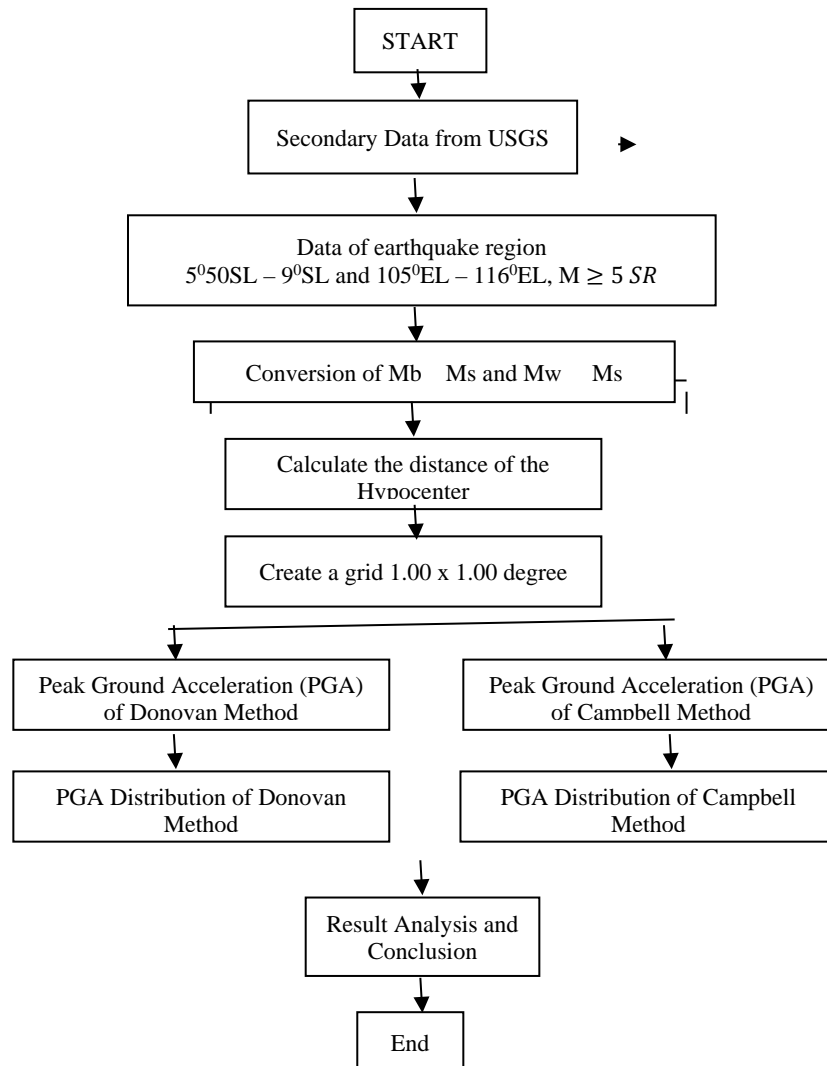 START
Secondary Data from USGS
Data of earthquake region
5⁰50SL – 9⁰SL and 105⁰EL – 116⁰EL, M ≥ 5 SR
Conversion of Mb Ms and Mw Ms
Calculate the distance of the
Hypocenter
Create a grid 1.00 x 1.00 degree
Peak Ground Acceleration (PGA)
of Donovan Method
Peak Ground Acceleration (PGA)
of Campbell Method
PGA Distribution of Donovan
Method
PGA Distribution of Campbell
Method
Result Analysis and
Conclusion
End